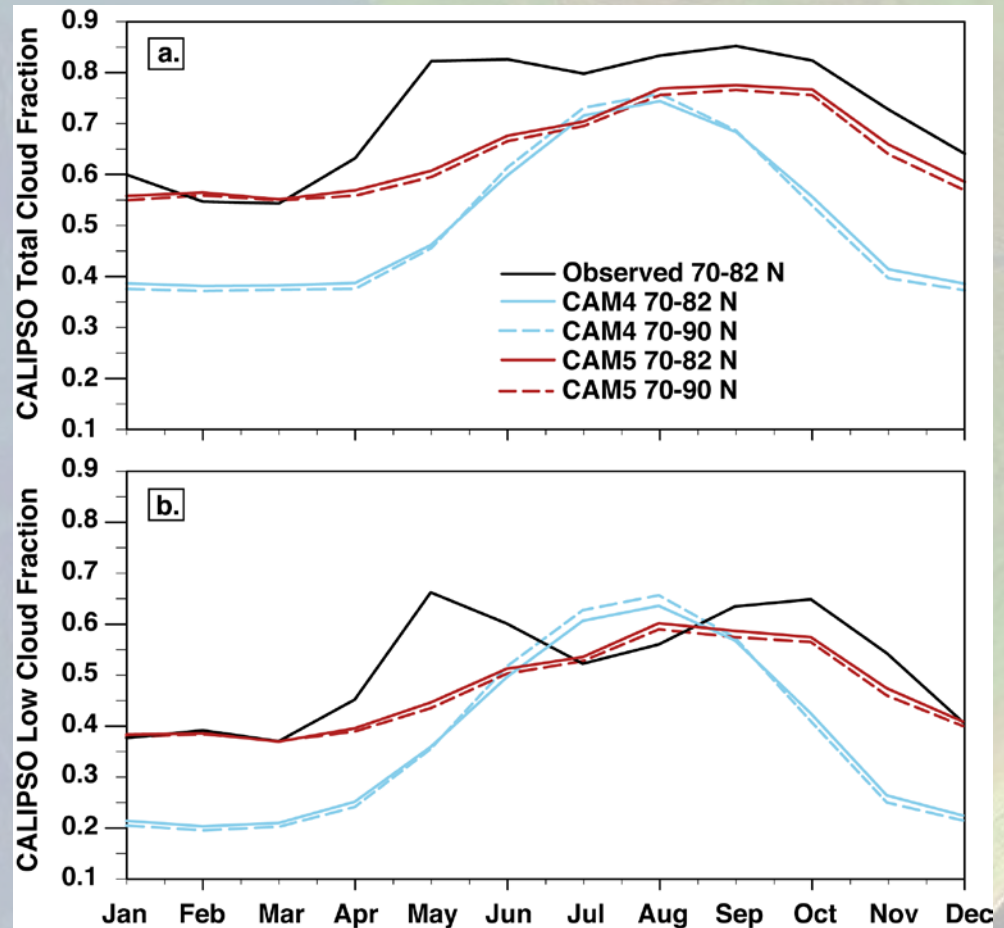 CALIPSO Total Cloud Fraction
0.9
0.8
0.7
0.6
0.5
0.4
0.3
0.2
0.1
a.
Observed 70-82 N
CAM4 70-82 N
CAM4 70-90 N
CAM5 70-82 N
CAM5 70-90 N
CALIPSO Low Cloud Fraction
0.9
0.8
0.7
0.6
0.5
0.4
0.3
0.2
0.1
b.
Jan Feb Mar Apr May Jun Jul Aug Sep Oct Nov Dec